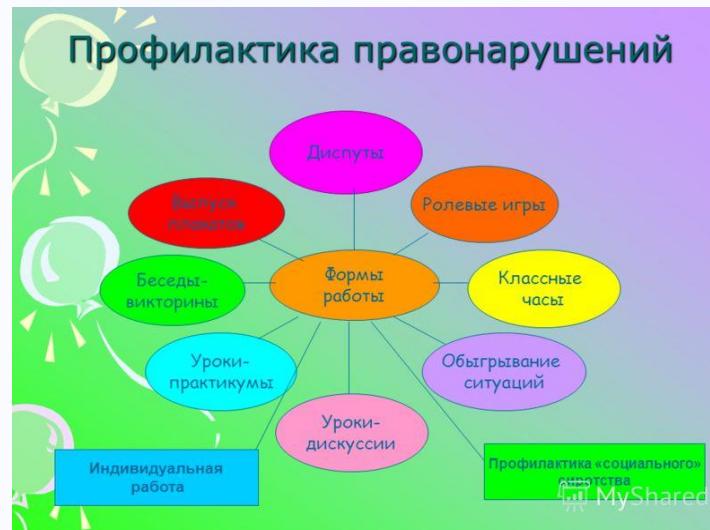 Профилактика правонарушений
Диспуты
Выпуск
плакатов
Ролевые игры
Беседы-
викторины
Формы
работы
Классные
часы
Уроки-
практикумы
Обыгрывание
ситуаций
Уроки-
дискуссии
Индивидуальная
работа
Профилактика «социального»
сиротства
MyShared